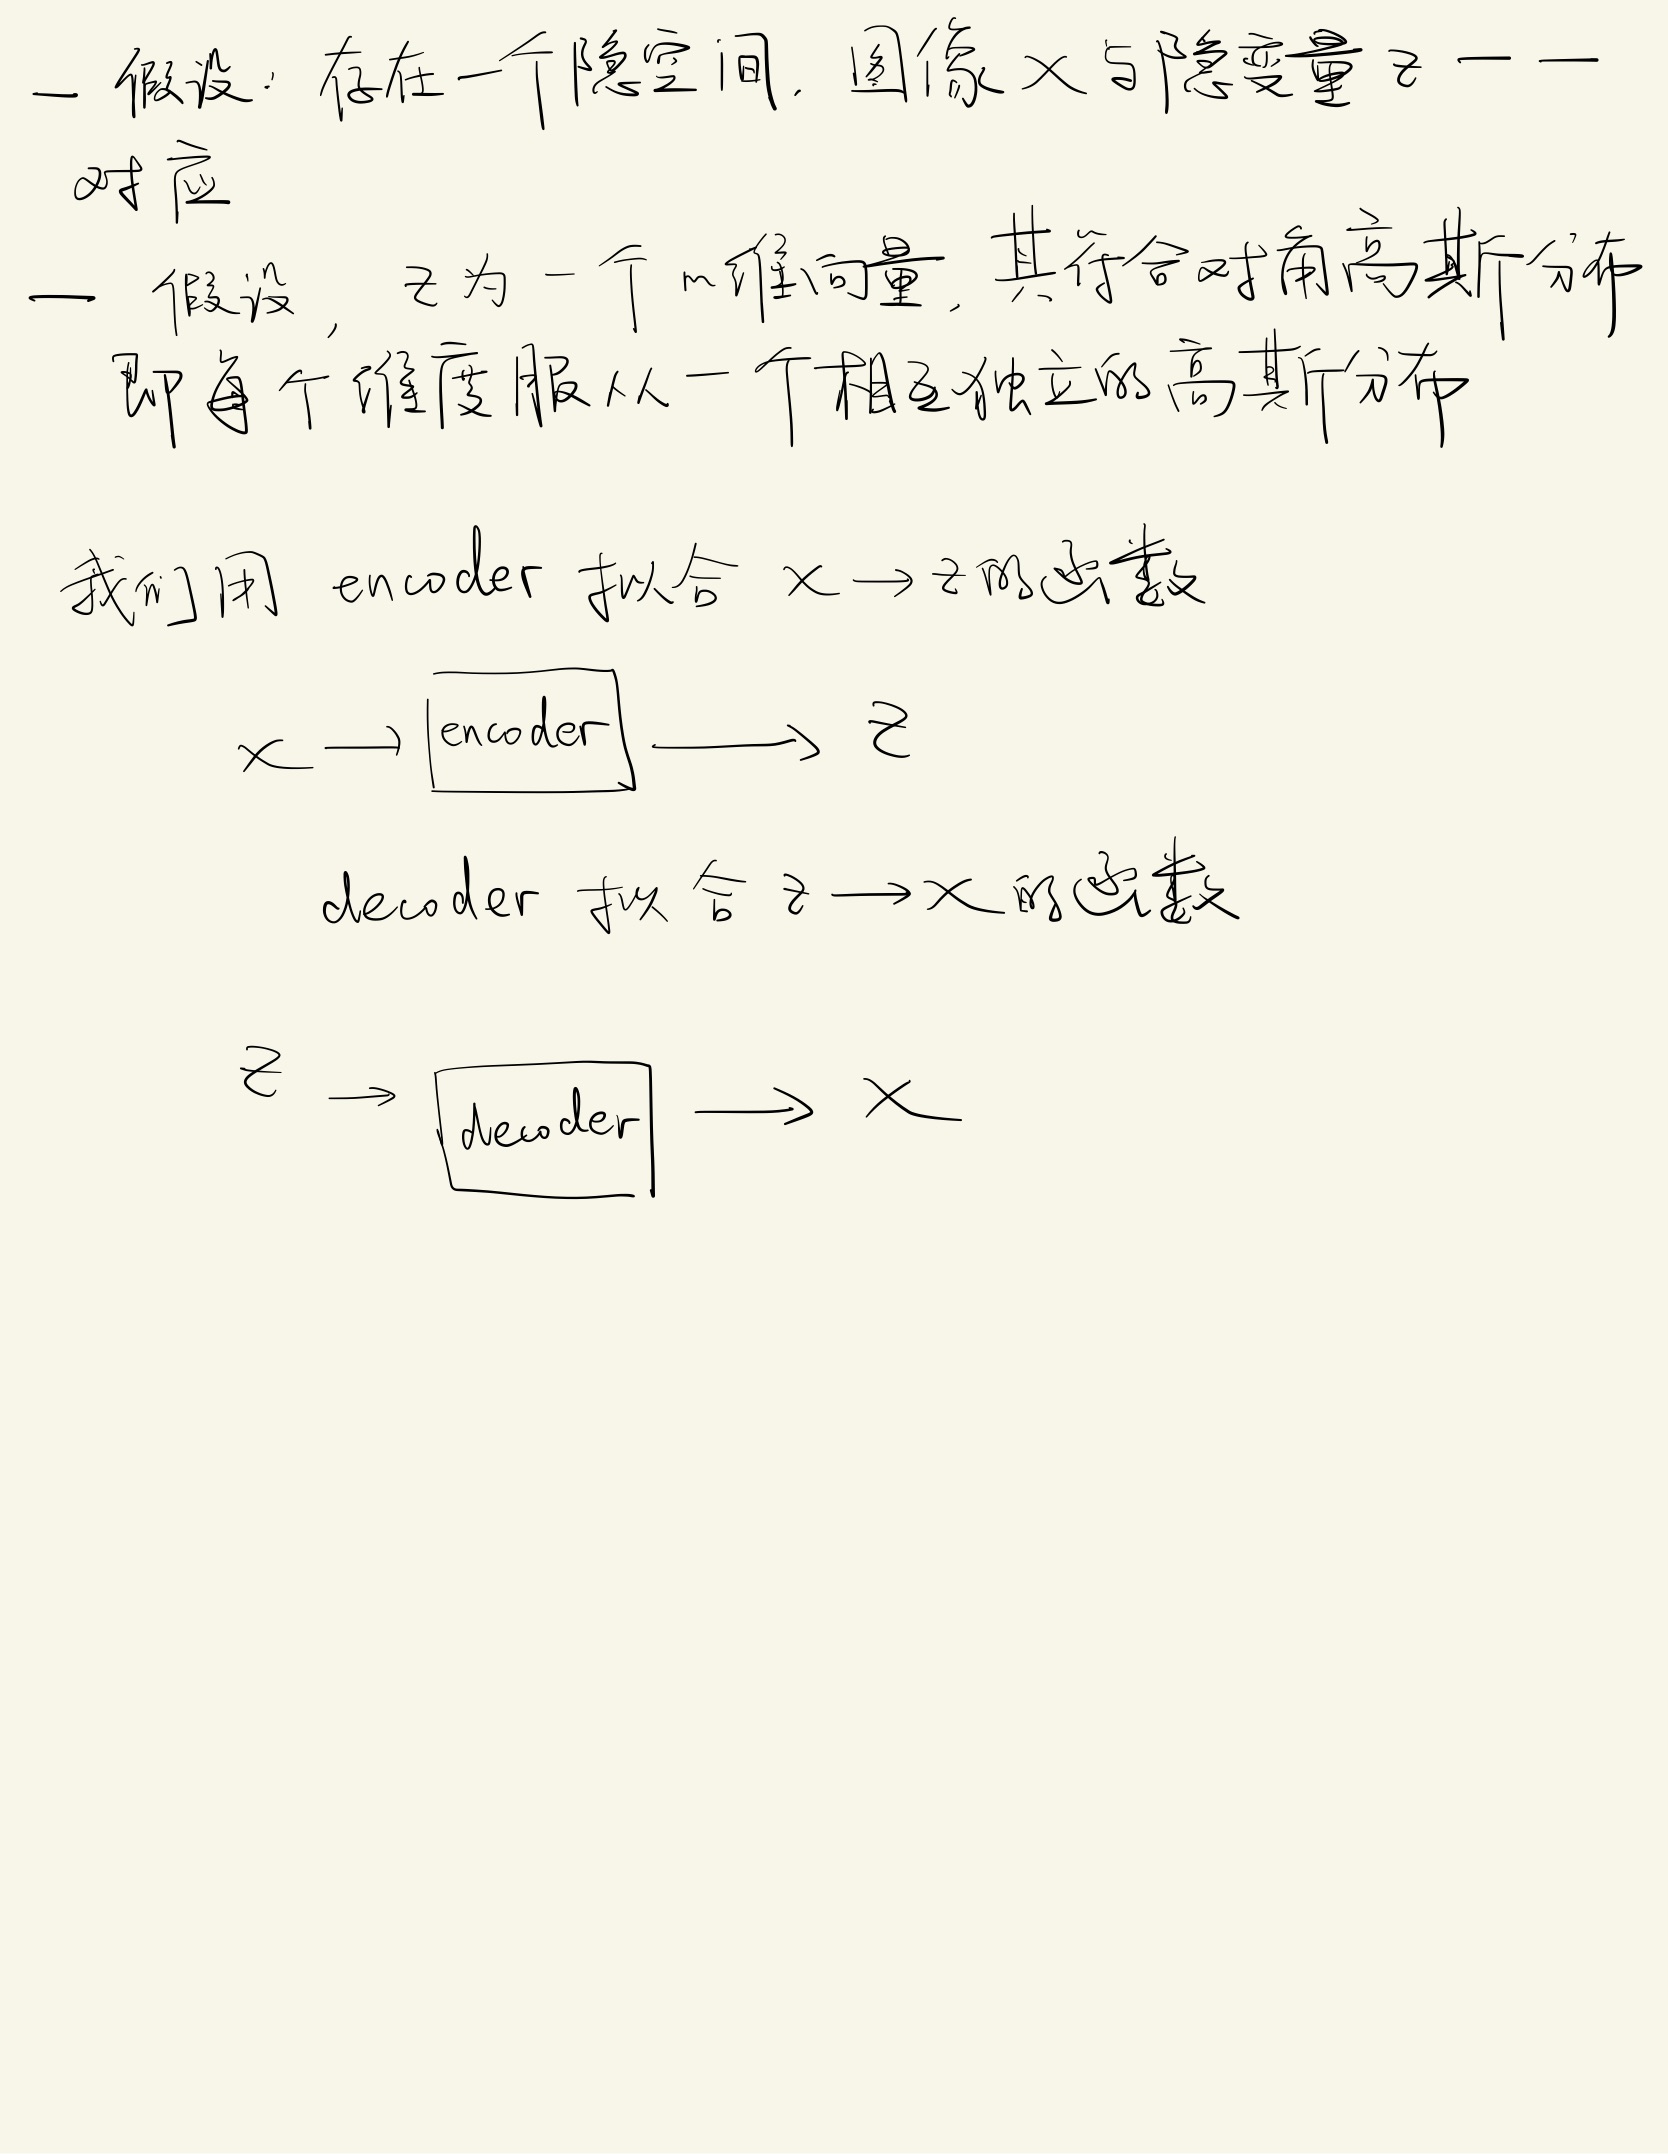 - 假设: 存在一个隐空间, 图像 x 与隐变量 z 一一
对应
- 假设, z 为一个 m维向量, 其符合对角高斯分布
即每个维度服从一个相互独立的高斯分布
我们用 encoder 拟合 x → z的函数
x → encoder → z
decoder 拟合 z → x 的函数
z → decoder → x